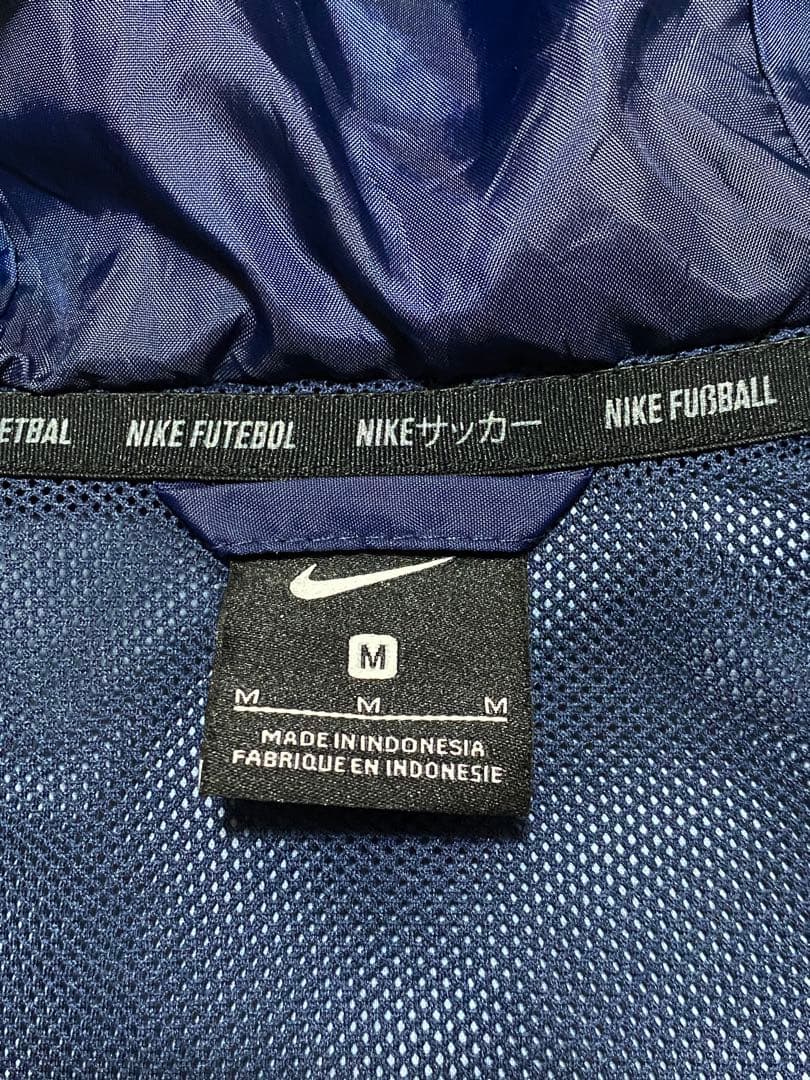 ETBAL NIKE FUTEBOL NIKEサッカー NIKE FUßBALL
M
M M M
MADE IN INDONESIA
FABRIQUE EN INDONESIE